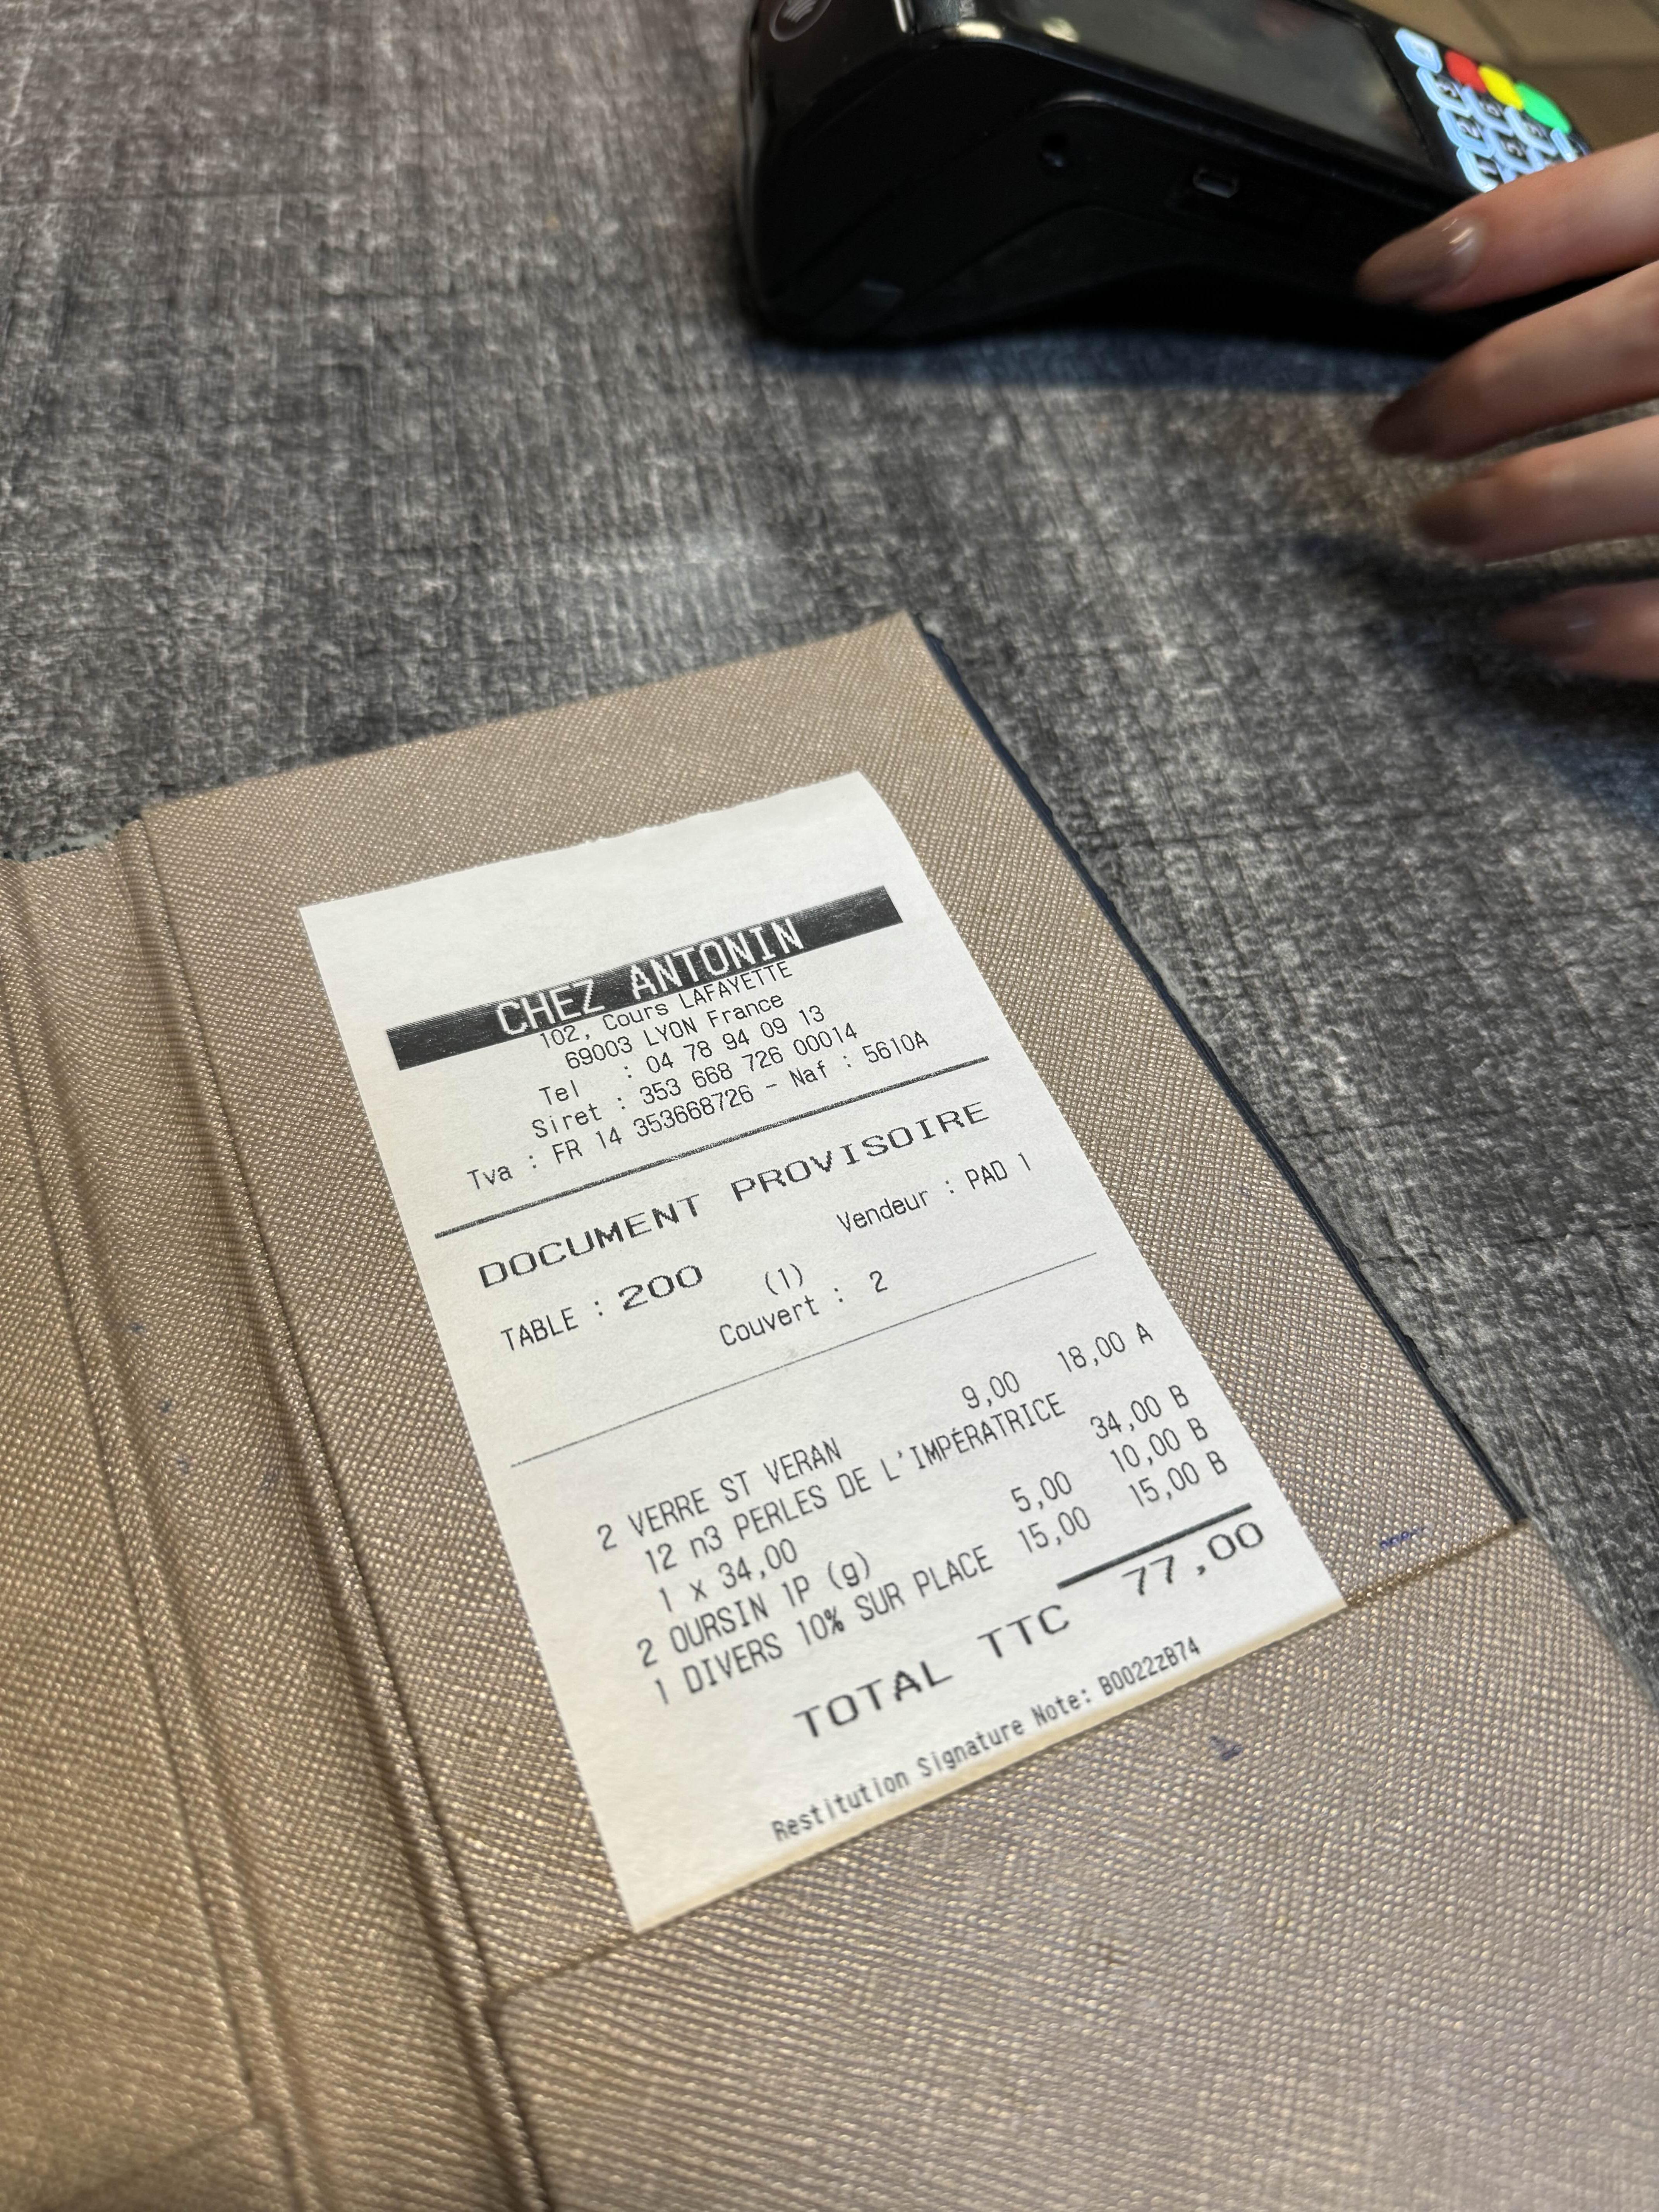 CHEZ ANTONIN
102, Cours LAFAYETTE
69003 LYON France
Tel : 04 78 94 09 13
Siret : 353 668 726 00014
Tva : FR 14 353668726 - Naf : 5610A
DOCUMENT PROVISOIRE
Vendeur : PAD 1
TABLE : 200 (1)
Couvert : 2
2 VERRE ST VERAN 9,00 18,00 A
12 n3 PERLES DE L'IMPÉRATRICE
1 x 34,00 34,00 B
2 OURSIN 1P (g) 5,00 10,00 B
1 DIVERS 10% SUR PLACE 15,00 15,00 B
TOTAL TTC 77,00
Restitution Signature Note: B0022zB74